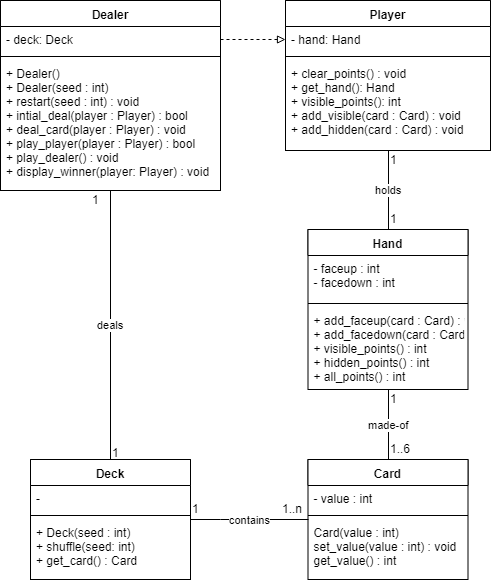 Dealer
- deck: Deck
+ Dealer()
+ Dealer(seed : int)
+ restart(seed : int) : void
+ intial_deal(player : Player) : bool
+ deal_card(player : Player) : void
+ play_player(player : Player) : bool
+ play_dealer() : void
+ display_winner(player: Player) : void
Player
- hand: Hand
+ clear_points() : void
+ get_hand(): Hand
+ visible_points(): int
+ add_visible(card : Card) : void
+ add_hidden(card : Card) : void
1
holds
1
Hand
- faceup : int
- facedown : int
+ add_faceup(card : Card) :
+ add_facedown(card : Card
+ visible_points() : int
+ hidden_points() : int
+ all_points() : int
1
made-of
1..6
1
deals
1
Deck
-
+ Deck(seed : int)
+ shuffle(seed: int)
+ get_card() : Card
1
contains
1..n
Card
- value : int
Card(value : int)
set_value(value : int) : void
get_value() : int